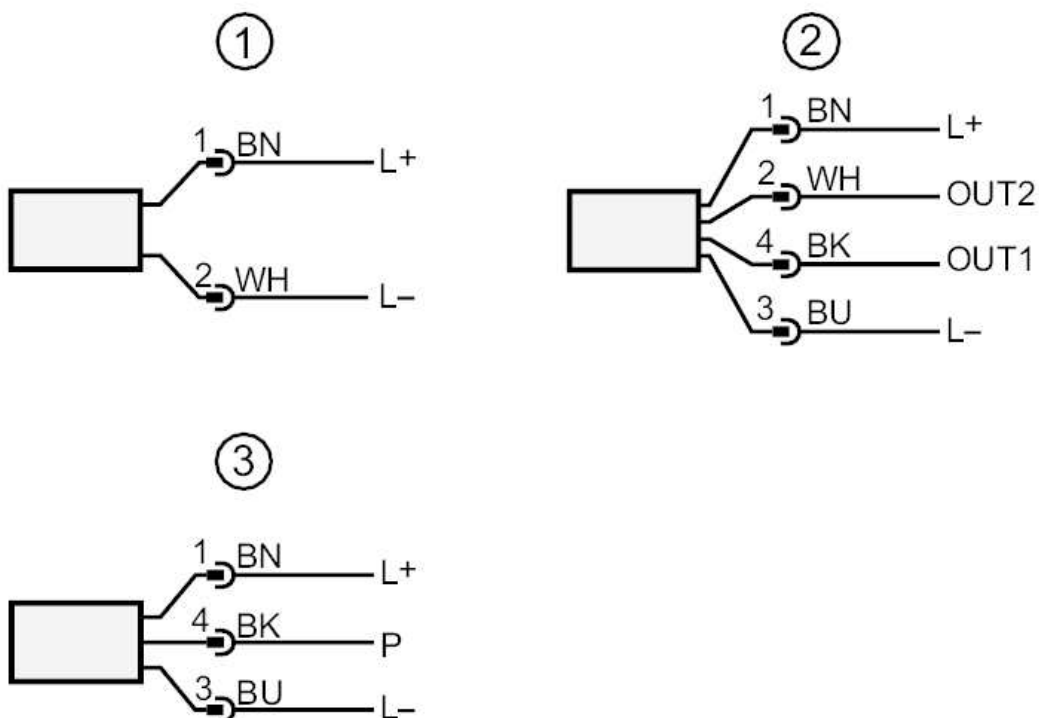 ①
1 BN L+
2 WH L–
②
1 BN L+
2 WH OUT2
4 BK OUT1
3 BU L–
③
1 BN L+
4 BK P
3 BU L–